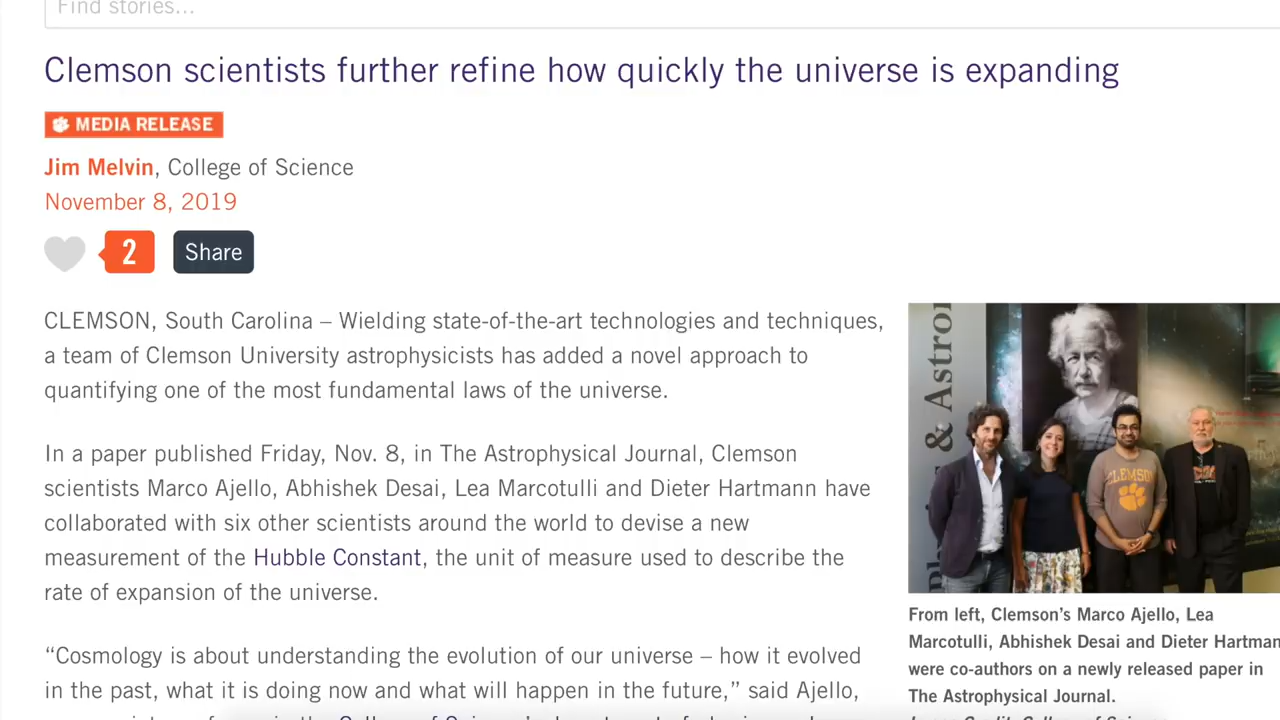 Find stories...
Clemson scientists further refine how quickly the universe is expanding
MEDIA RELEASE
Jim Melvin, College of Science
November 8, 2019
2 Share
CLEMSON, South Carolina – Wielding state-of-the-art technologies and techniques,
a team of Clemson University astrophysicists has added a novel approach to
quantifying one of the most fundamental laws of the universe.
In a paper published Friday, Nov. 8, in The Astrophysical Journal, Clemson
scientists Marco Ajello, Abhishek Desai, Lea Marcotulli and Dieter Hartmann have
collaborated with six other scientists around the world to devise a new
measurement of the Hubble Constant, the unit of measure used to describe the
rate of expansion of the universe.
“Cosmology is about understanding the evolution of our universe – how it evolved
in the past, what it is doing now and what will happen in the future,” said Ajello,
& Astron
CLEMSON
From left, Clemson’s Marco Ajello, Lea
Marcotulli, Abhishek Desai and Dieter Hartman
were co-authors on a newly released paper in
The Astrophysical Journal.